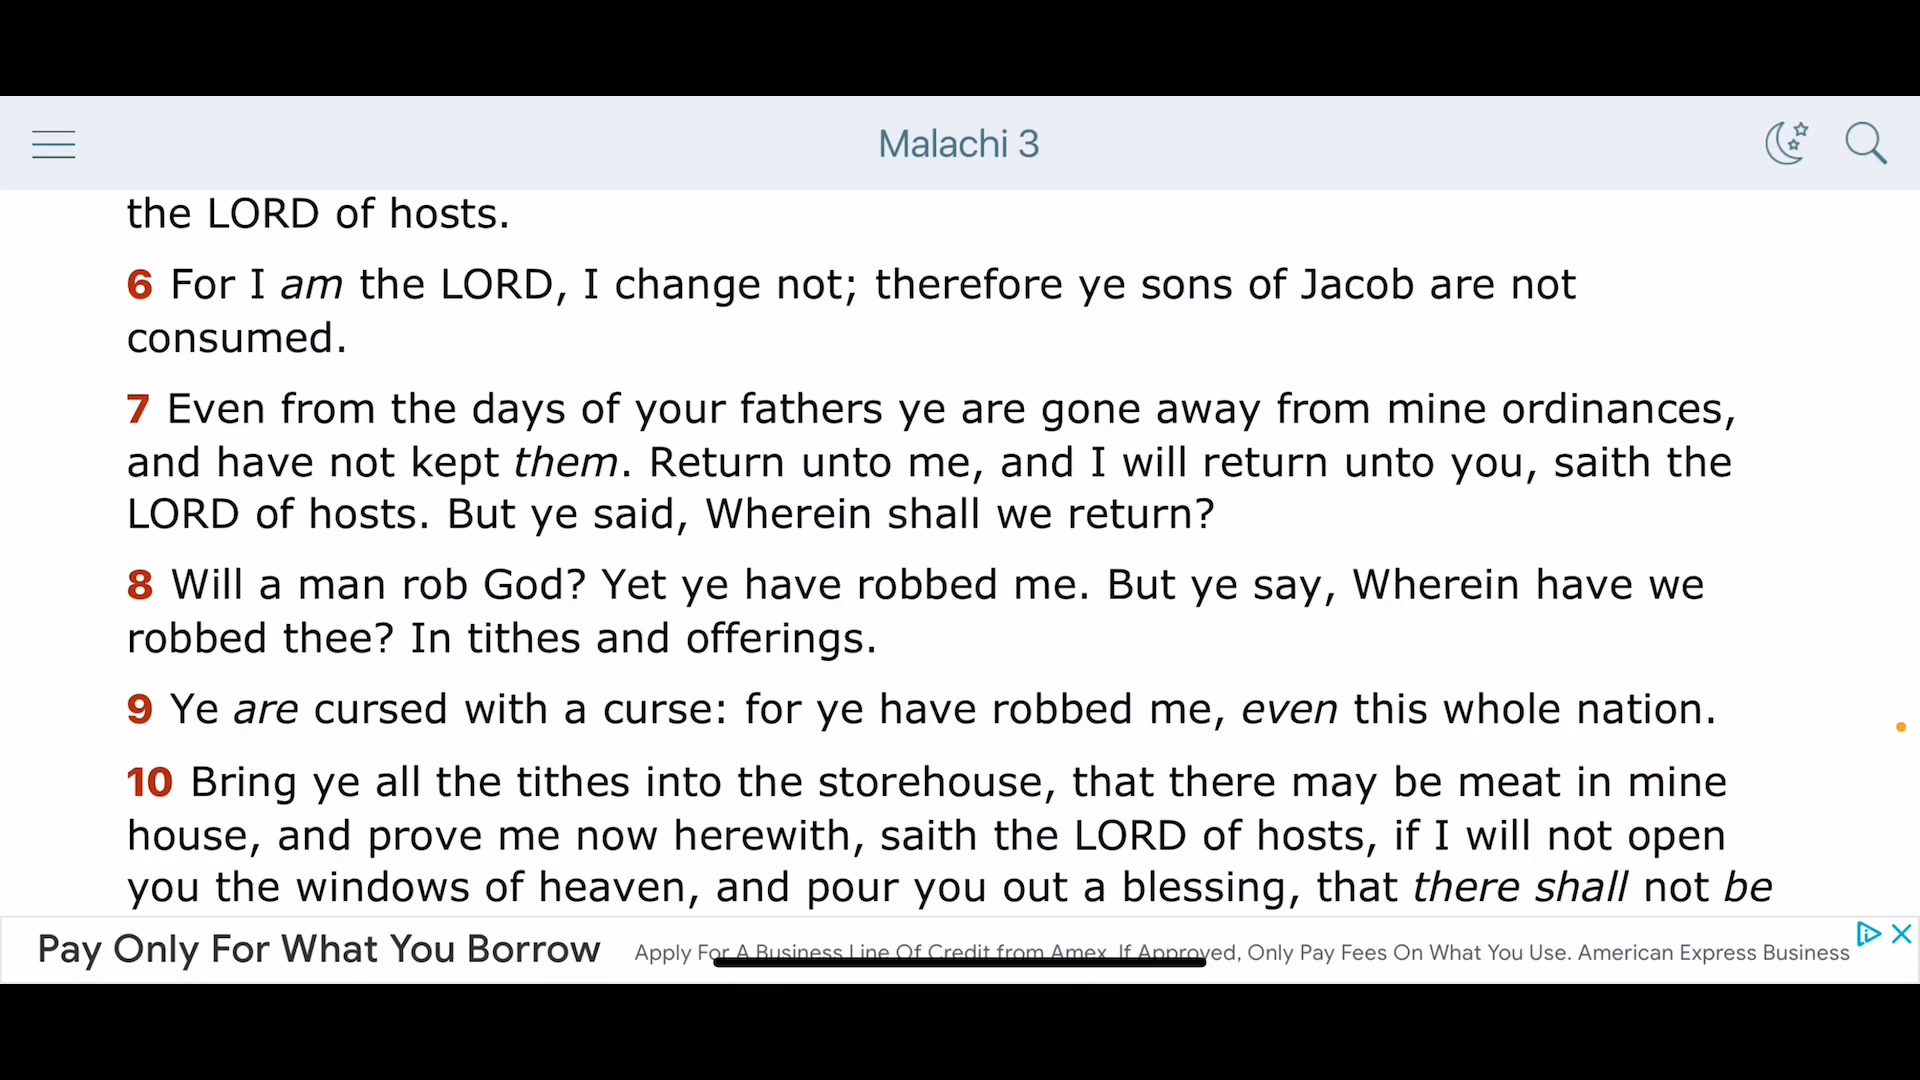 Malachi 3
the LORD of hosts.
6 For I am the LORD, I change not; therefore ye sons of Jacob are not
consumed.
7 Even from the days of your fathers ye are gone away from mine ordinances,
and have not kept them. Return unto me, and I will return unto you, saith the
LORD of hosts. But ye said, Wherein shall we return?
8 Will a man rob God? Yet ye have robbed me. But ye say, Wherein have we
robbed thee? In tithes and offerings.
9 Ye are cursed with a curse: for ye have robbed me, even this whole nation.
10 Bring ye all the tithes into the storehouse, that there may be meat in mine
house, and prove me now herewith, saith the LORD of hosts, if I will not open
you the windows of heaven, and pour you out a blessing, that there shall not be
Pay Only For What You Borrow
Apply For A Business Line Of Credit from Amex. If Approved, Only Pay Fees On What You Use. American Express Business